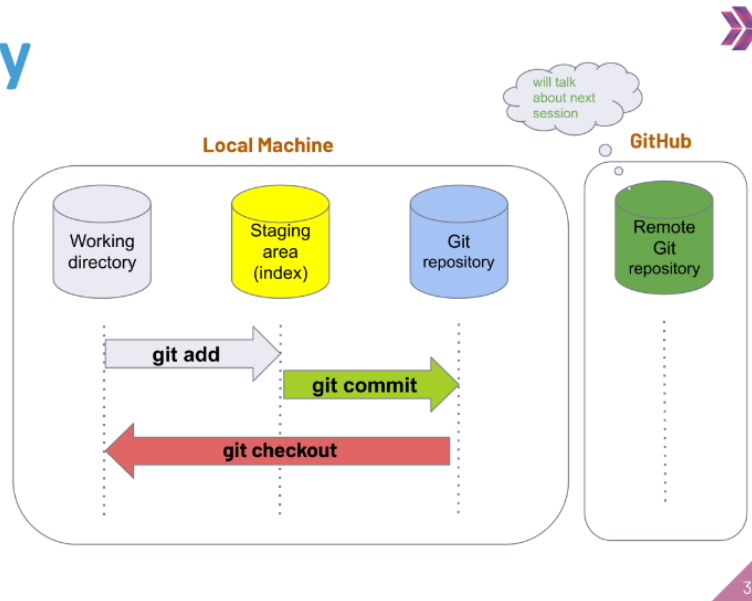 y
will talk
about next
session
Local Machine
GitHub
Working
directory
Staging
area
(index)
Git
repository
Remote
Git
repository
git add
git commit
git checkout
3